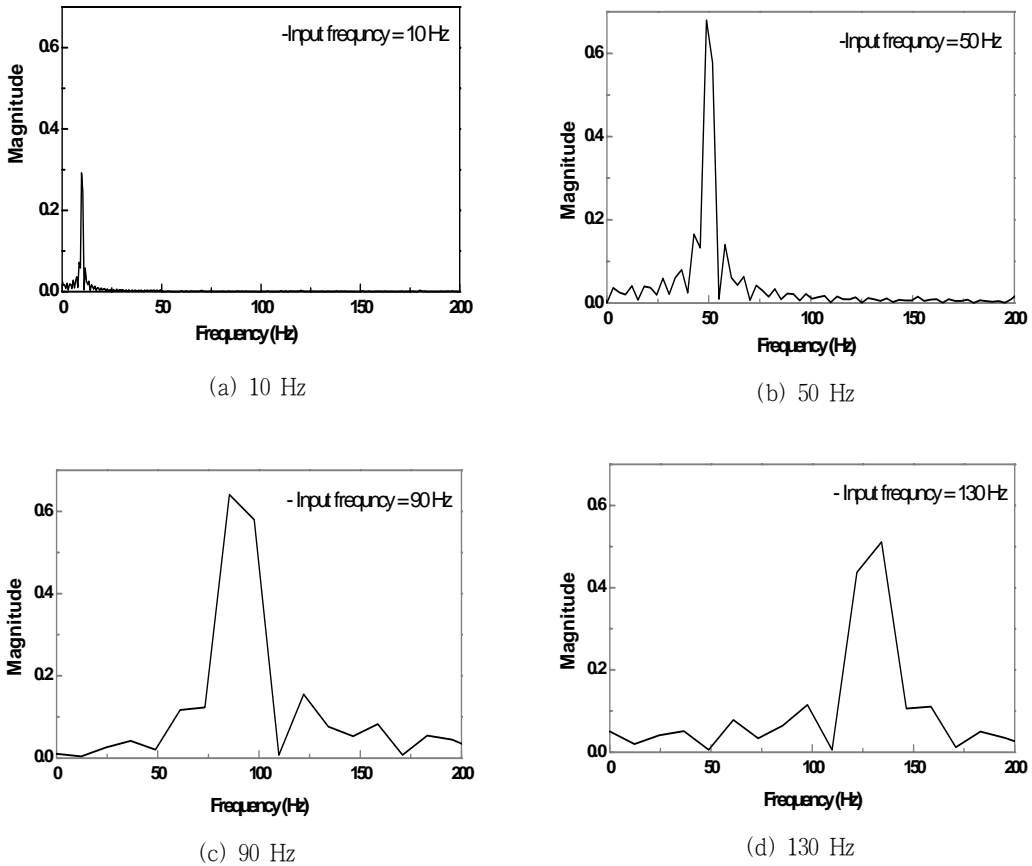 -Input frequncy = 10 Hz
Magnitude
0.6
0.4
0.2
0.0
0 50 100 150 200
Frequency (Hz)
(a) 10 Hz
-Input frequncy = 50 Hz
Magnitude
0.6
0.4
0.2
0.0
0 50 100 150 200
Frequency (Hz)
(b) 50 Hz
- Input frequncy = 90 Hz
Magnitude
0.6
0.4
0.2
0.0
0 50 100 150 200
Frequency (Hz)
(c) 90 Hz
- Input frequncy = 130 Hz
Magnitude
0.6
0.4
0.2
0.0
0 50 100 150 200
Frequency (Hz)
(d) 130 Hz